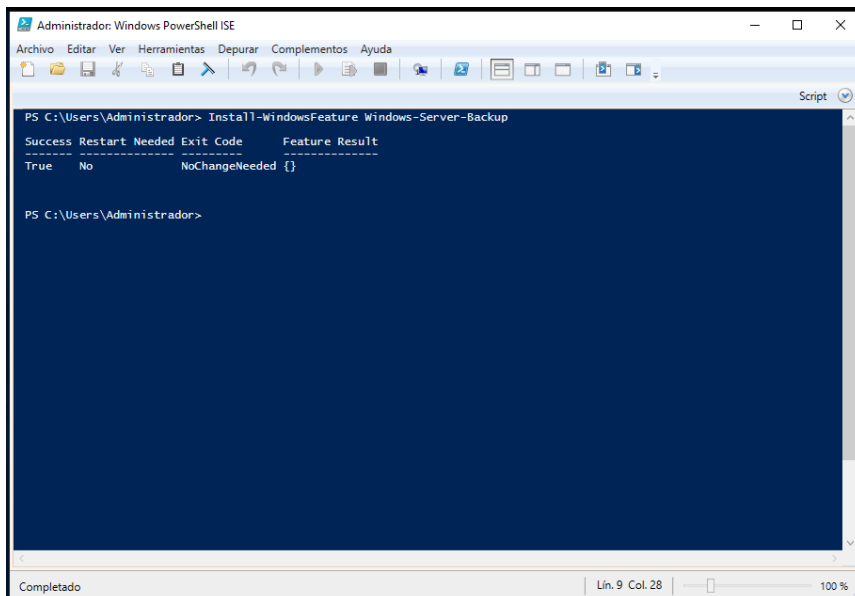 Administrador: Windows PowerShell ISE
Archivo Editar Ver Herramientas Depurar Complementos Ayuda
Script
PS C:\Users\Administrador> Install-WindowsFeature Windows-Server-Backup
Success Restart Needed Exit Code      Feature Result
------- -------------- ---------      --------------
True    No             NoChangeNeeded {}
PS C:\Users\Administrador>
Completado
Lín. 9 Col. 28
100 %